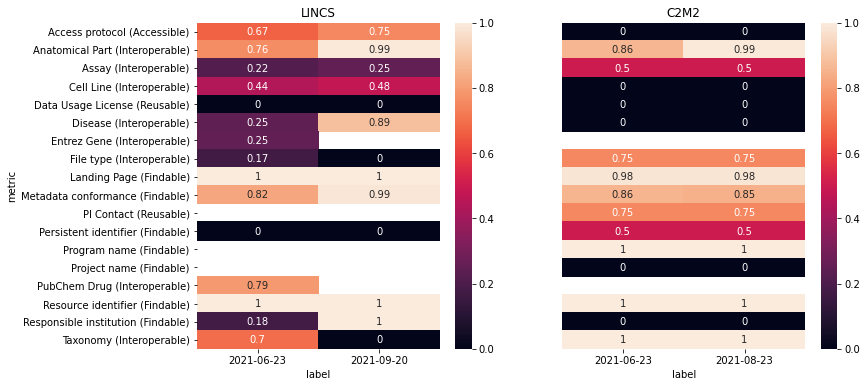 LINCS
C2M2
metric
Access protocol (Accessible) 0.67 0.75 0 0
Anatomical Part (Interoperable) 0.76 0.99 0.86 0.99
Assay (Interoperable) 0.22 0.25 0.5 0.5
Cell Line (Interoperable) 0.44 0.48 0 0
Data Usage License (Reusable) 0 0 0 0
Disease (Interoperable) 0.25 0.89 0 0
Entrez Gene (Interoperable) 0.25
File type (Interoperable) 0.17 0 0.75 0.75
Landing Page (Findable) 1 1 0.98 0.98
Metadata conformance (Findable) 0.82 0.99 0.86 0.85
PI Contact (Reusable) 0.75 0.75
Persistent identifier (Findable) 0 0 0.5 0.5
Program name (Findable) 1 1
Project name (Findable) 0 0
PubChem Drug (Interoperable) 0.79
Resource identifier (Findable) 1 1 1 1
Responsible institution (Findable) 0.18 1 0 0
Taxonomy (Interoperable) 0.7 0 1 1
2021-06-23 2021-09-20
label
1.0
0.8
0.6
0.4
0.2
0.0
2021-06-23 2021-08-23
label
1.0
0.8
0.6
0.4
0.2
0.0